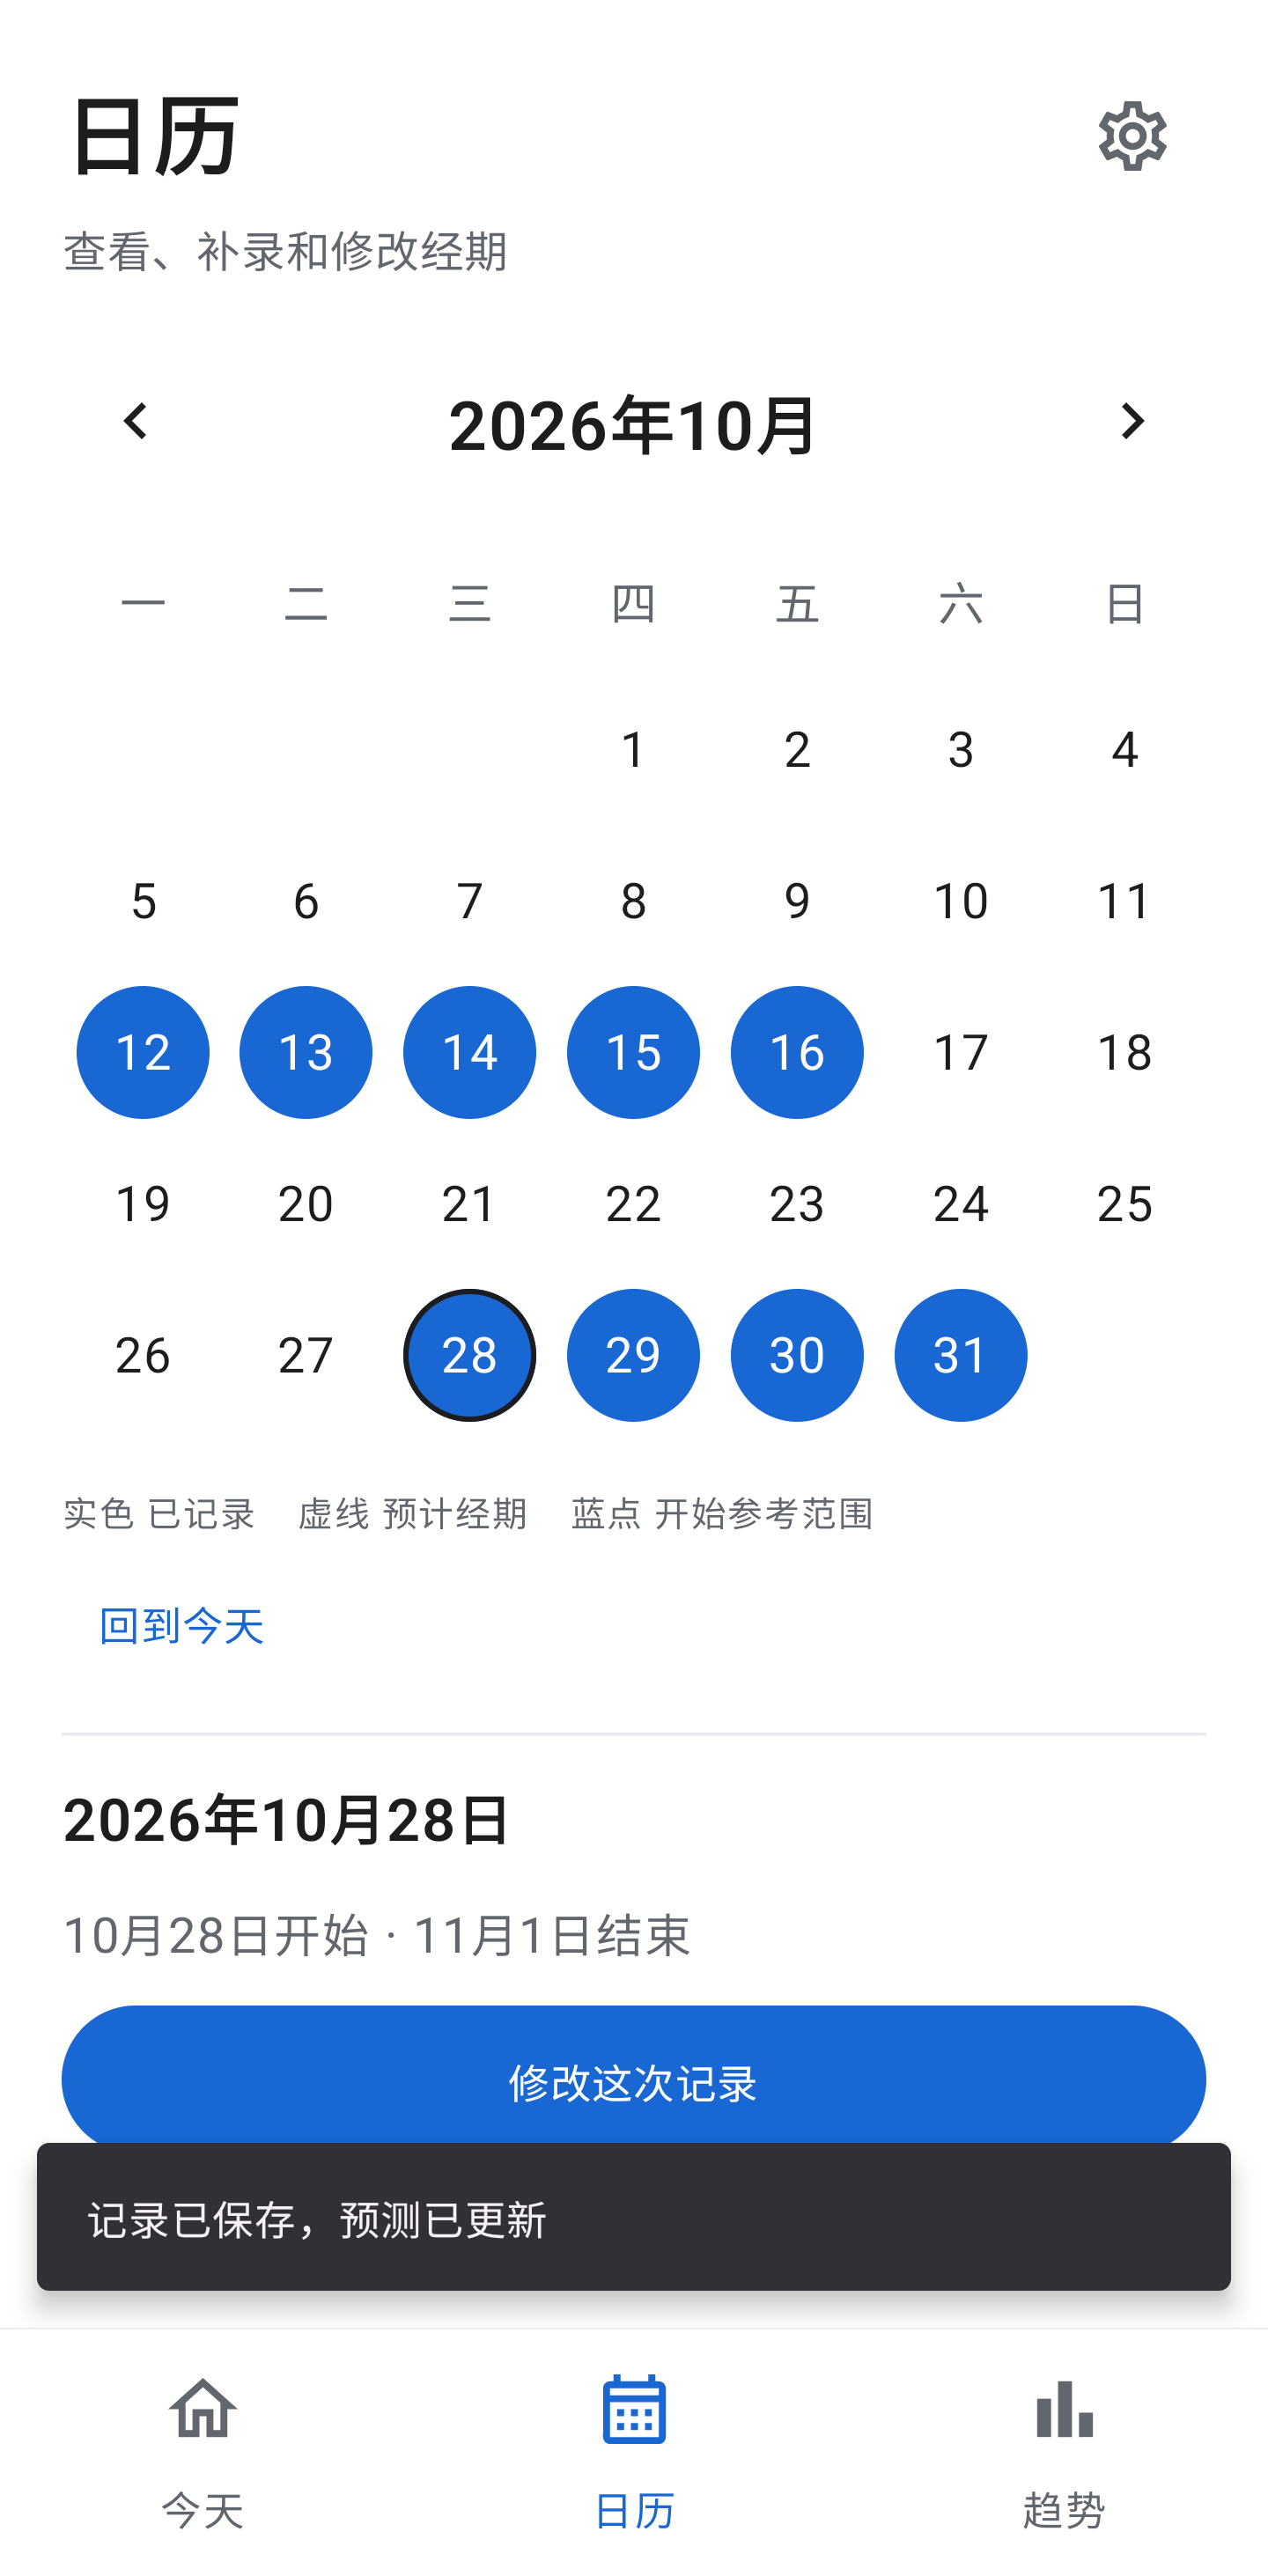 日历
查看、补录和修改经期
2026年10月
一 二 三 四 五 六 日
1 2 3 4
5 6 7 8 9 10 11
12 13 14 15 16 17 18
19 20 21 22 23 24 25
26 27 28 29 30 31
实色 已记录 虚线 预计经期 蓝点 开始参考范围
回到今天
2026年10月28日
10月28日开始 · 11月1日结束
修改这次记录
记录已保存，预测已更新
今天 日历 趋势